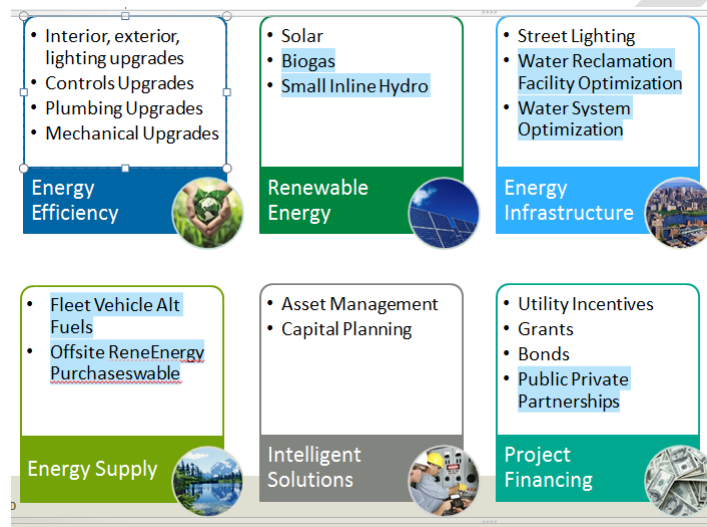 • Interior, exterior,
lighting upgrades
• Controls Upgrades
• Plumbing Upgrades
• Mechanical Upgrades
Energy
Efficiency
• Solar
• Biogas
• Small Inline Hydro
Renewable
Energy
• Street Lighting
• Water Reclamation
Facility Optimization
• Water System
Optimization
Energy
Infrastructure
• Fleet Vehicle Alt
Fuels
• Offsite ReneEnergy
Purchaseswable
Energy Supply
• Asset Management
• Capital Planning
Intelligent
Solutions
• Utility Incentives
• Grants
• Bonds
• Public Private
Partnerships
Project
Financing